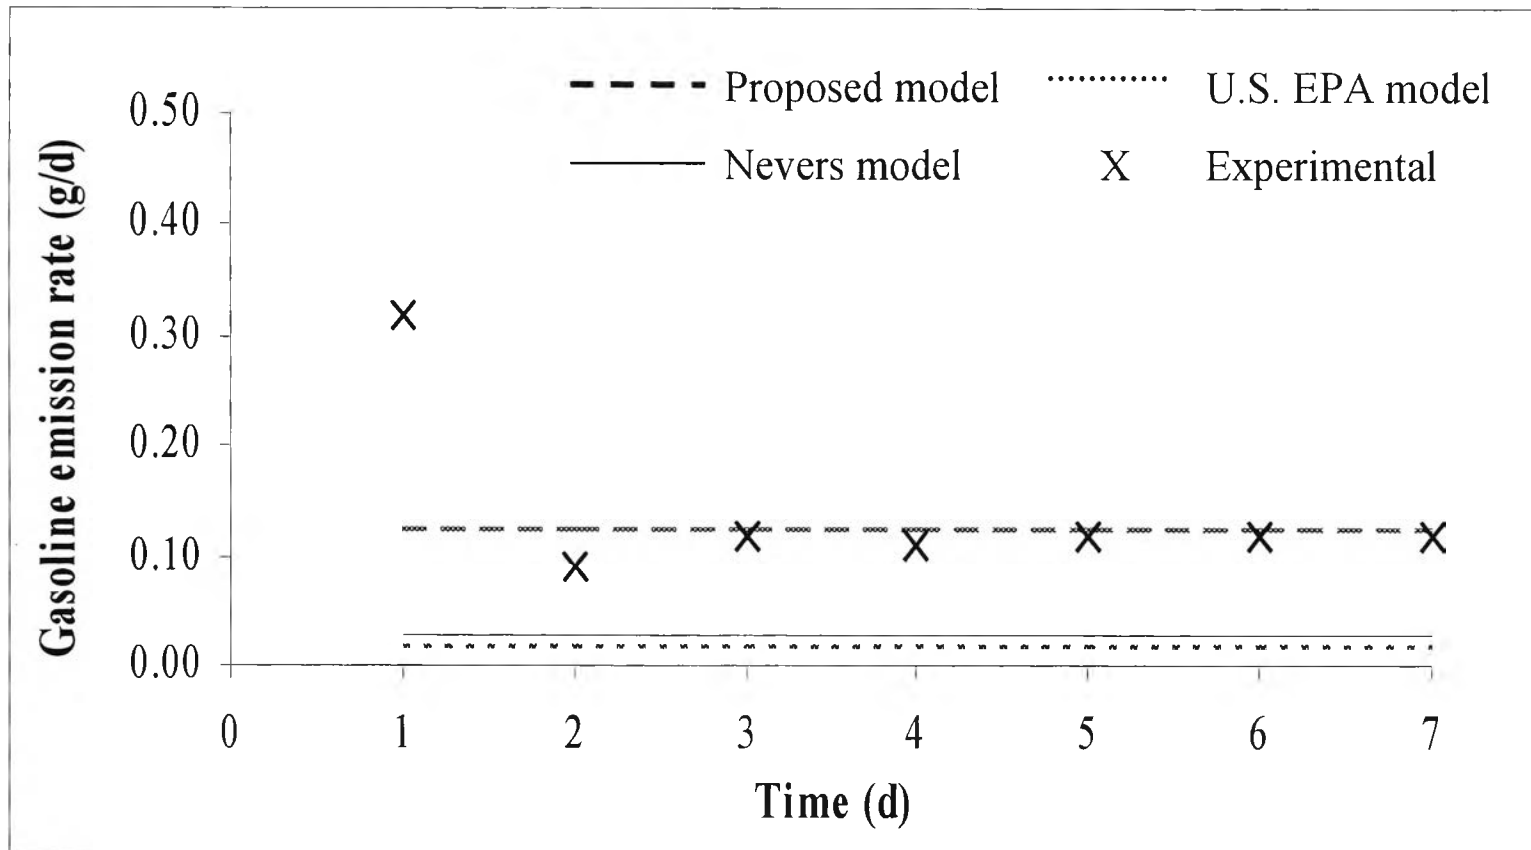 Proposed model U.S. EPA model
Nevers model X Experimental
Gasoline emission rate (g/d)
0.50
0.40
0.30
0.20
0.10
0.00
0 1 2 3 4 5 6 7
Time (d)